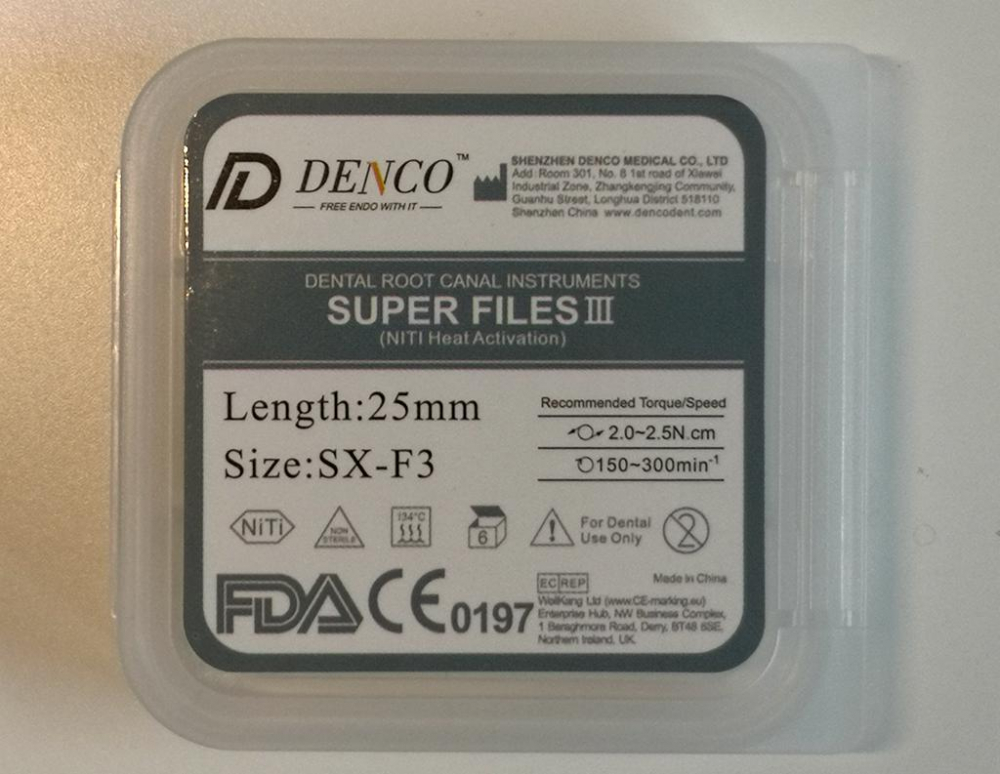 DENCO™
FREE ENDO WITH IT
SHENZHEN DENCO MEDICAL CO., LTD
Add: Room 301, No. 8 1st road of Xiawei
Industrial Zone, Zhangkengjing Community,
Guanhu Street, Longhua District 518110
Shenzhen China www.dencodent.com
DENTAL ROOT CANAL INSTRUMENTS
SUPER FILES III
(NITI Heat Activation)
Length:25mm
Size:SX-F3
Recommended Torque/Speed
2.0~2.5N.cm
150~300min⁻¹
NiTi
NON
STERILE
134°C
6
For Dental
Use Only
2
FDA CE 0197
EC REP
Made in China
WellKang Ltd (www.CE-marking.eu)
Enterprise Hub, NW Business Complex,
1 Beraghmore Road, Derry, BT48 8SE,
Northern Ireland, UK.